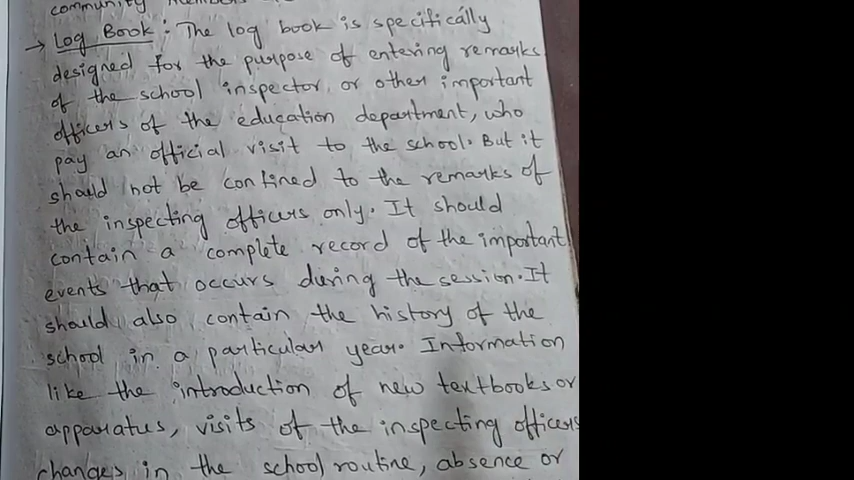 community members
→ Log Book : The log book is specifically
designed for the purpose of entering remarks
of the school inspector or other important
officers of the education department, who
pay an official visit to the school. But it
should not be confined to the remarks of
the inspecting officers only. It should
contain a complete record of the important
events that occurs during the session. It
should also contain the history of the
school in a particular year. Information
like the introduction of new textbooks or
apparatus, visits of the inspecting officers
changes in the school routine, absence or